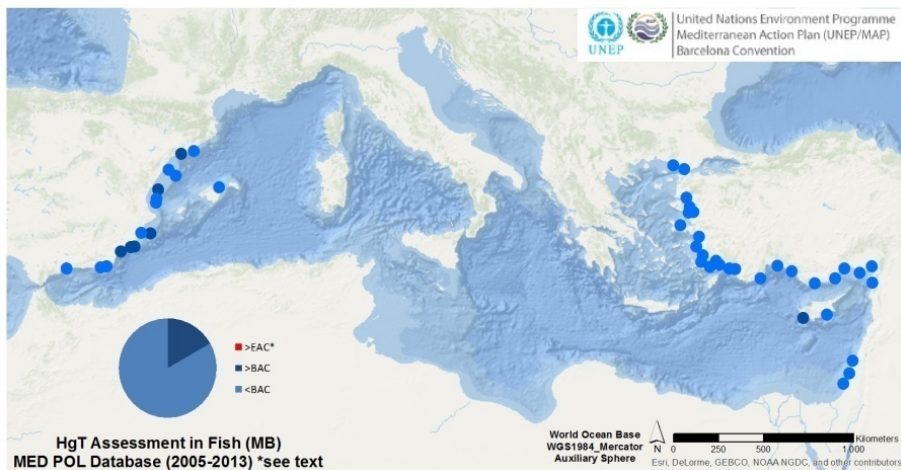 UNEP
United Nations Environment Programme
Mediterranean Action Plan (UNEP/MAP)
Barcelona Convention
>EAC*
>BAC
<BAC
HgT Assessment in Fish (MB)
MED POL Database (2005-2013) *see text
World Ocean Base
WGS1984_Mercator
Auxiliary Sphere
N
Kilometers
0 250 500 1.000
Esri, DeLorme, GEBCO, NOAA NGDC, and other contributors